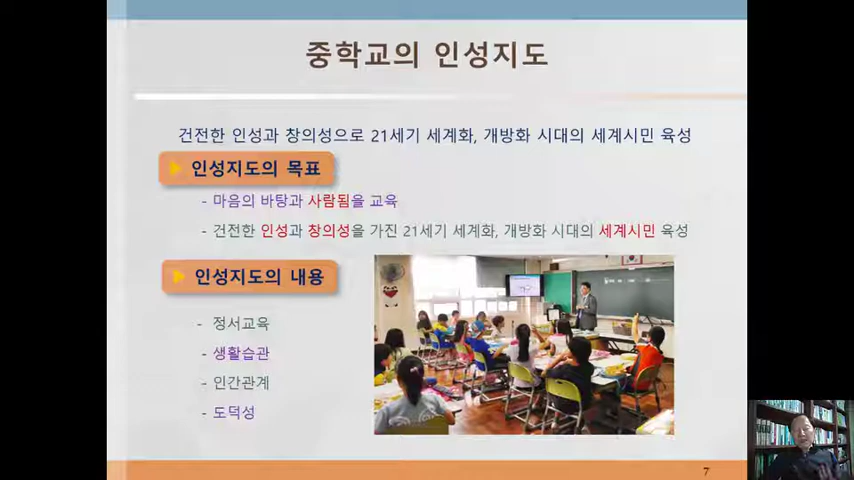 중학교의 인성지도
건전한 인성과 창의성으로 21세기 세계화, 개방화 시대의 세계시민 육성
인성지도의 목표
- 마음의 바탕과 사람됨을 교육
- 건전한 인성과 창의성을 가진 21세기 세계화, 개방화 시대의 세계시민 육성
인성지도의 내용
- 정서교육
- 생활습관
- 인간관계
- 도덕성
7